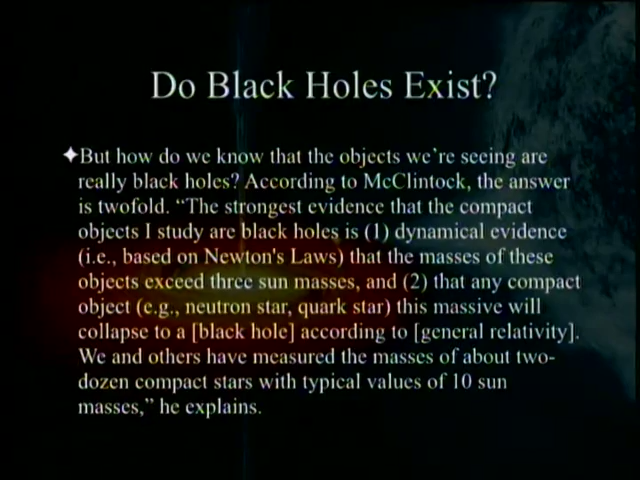 Do Black Holes Exist?
✦But how do we know that the objects we're seeing are
really black holes? According to McClintock, the answer
is twofold. “The strongest evidence that the compact
objects I study are black holes is (1) dynamical evidence
(i.e., based on Newton's Laws) that the masses of these
objects exceed three sun masses, and (2) that any compact
object (e.g., neutron star, quark star) this massive will
collapse to a [black hole] according to [general relativity].
We and others have measured the masses of about two-
dozen compact stars with typical values of 10 sun
masses,” he explains.